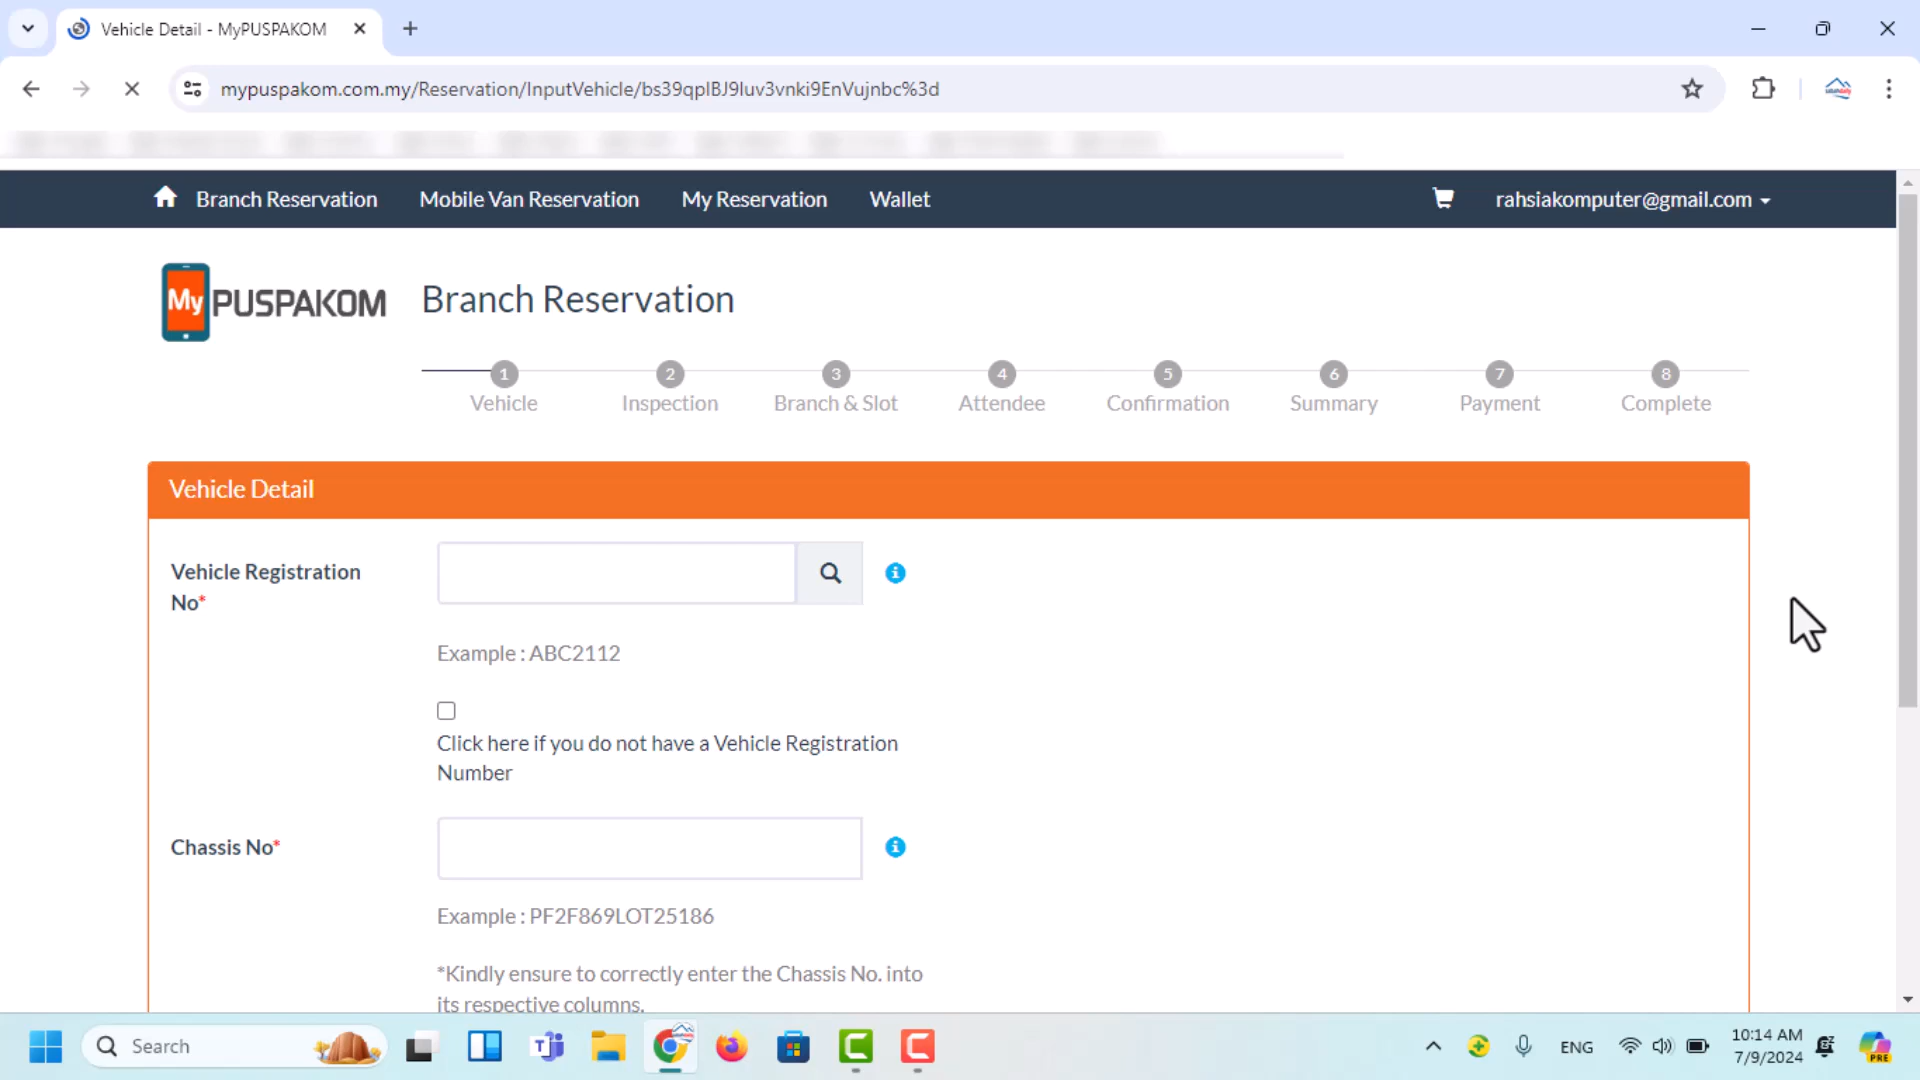 Vehicle Detail - MyPUSPAKOM
mypuspakom.com.my/Reservation/InputVehicle/bs39qplBJ9luv3vnki9EnVujnbc%3d
Branch Reservation Mobile Van Reservation My Reservation Wallet rahsiakomputer@gmail.com
My PUSPAKOM
Branch Reservation
1 2 3 4 5 6 7 8
Vehicle Inspection Branch & Slot Attendee Confirmation Summary Payment Complete
Vehicle Detail
Vehicle Registration
No*
Example : ABC2112
Click here if you do not have a Vehicle Registration
Number
Chassis No*
Example : PF2F869LOT25186
*Kindly ensure to correctly enter the Chassis No. into
its respective columns.
Search
ENG
10:14 AM
7/9/2024
PRE